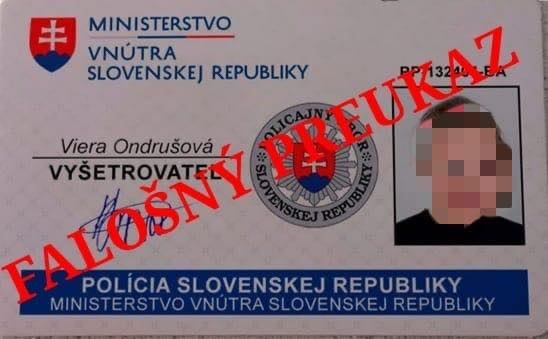 MINISTERSTVO
VNÚTRA
SLOVENSKEJ REPUBLIKY
Viera Ondrušová
VYŠETROVATEĽ
POLICAJNÝ ZBOR
SLOVENSKEJ REPUBLIKY
FALOŠNÝ PREUKAZ
POLÍCIA SLOVENSKEJ REPUBLIKY
MINISTERSTVO VNÚTRA SLOVENSKEJ REPUBLIKY